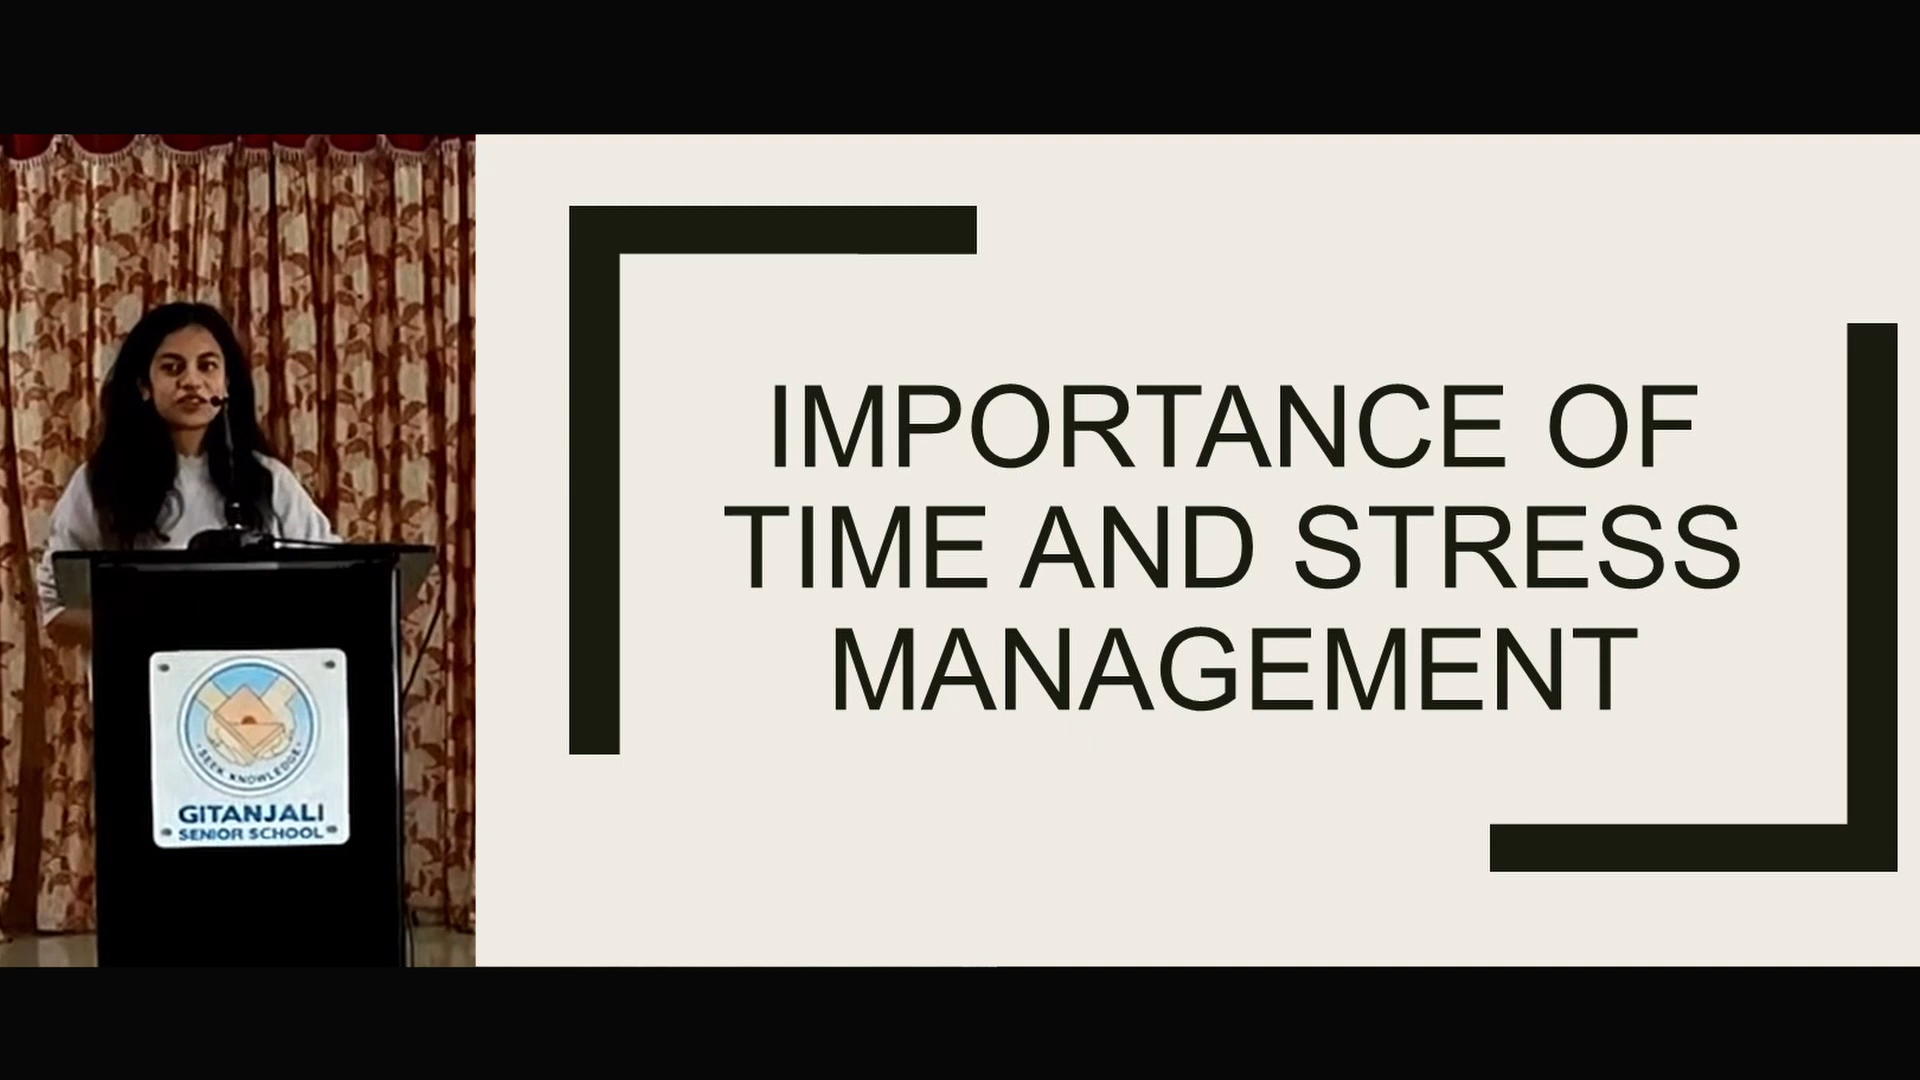 IMPORTANCE OF
TIME AND STRESS
MANAGEMENT
SEEK KNOWLEDGE
GITANJALI
SENIOR SCHOOL